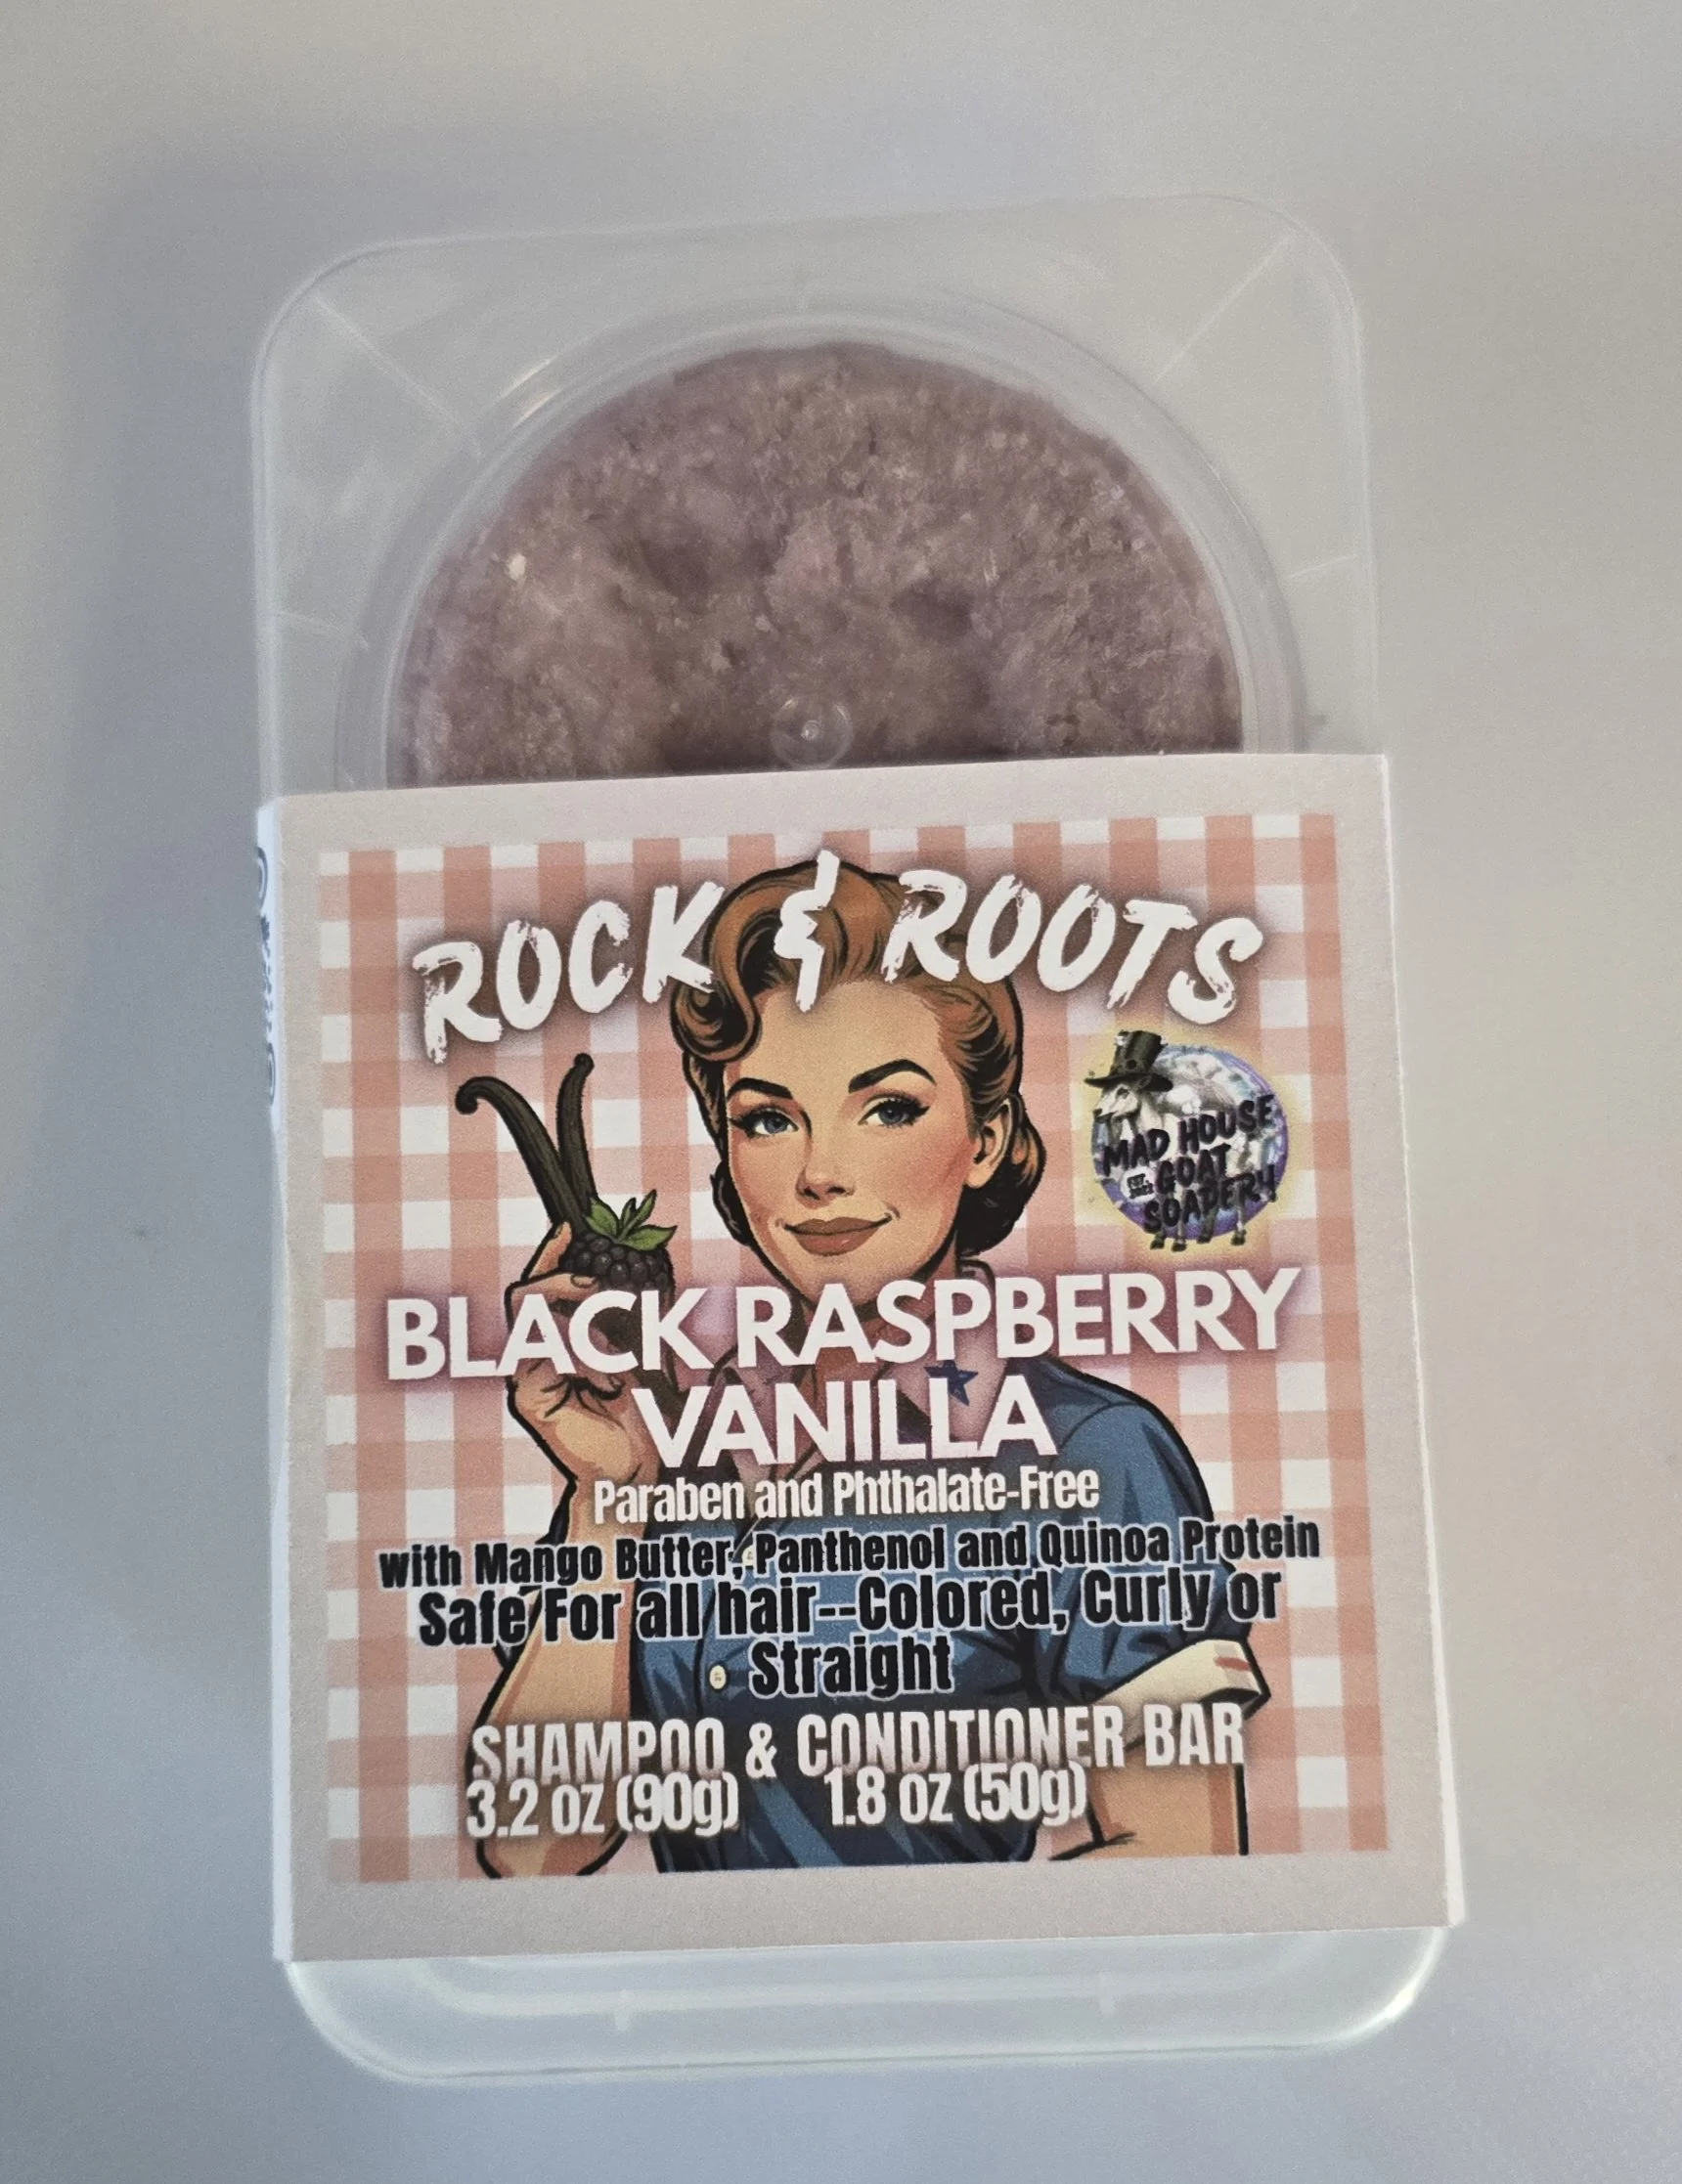 ROCK & ROOTS
MAD HOUSE
GOAT
SOAPERY
BLACK RASPBERRY
VANILLA
Paraben and Phthalate-Free
with Mango Butter, Panthenol and Quinoa Protein
Safe For all hair--Colored, Curly or
Straight
SHAMPOO & CONDITIONER BAR
3.2 oz (90g) 1.8 oz (50g)